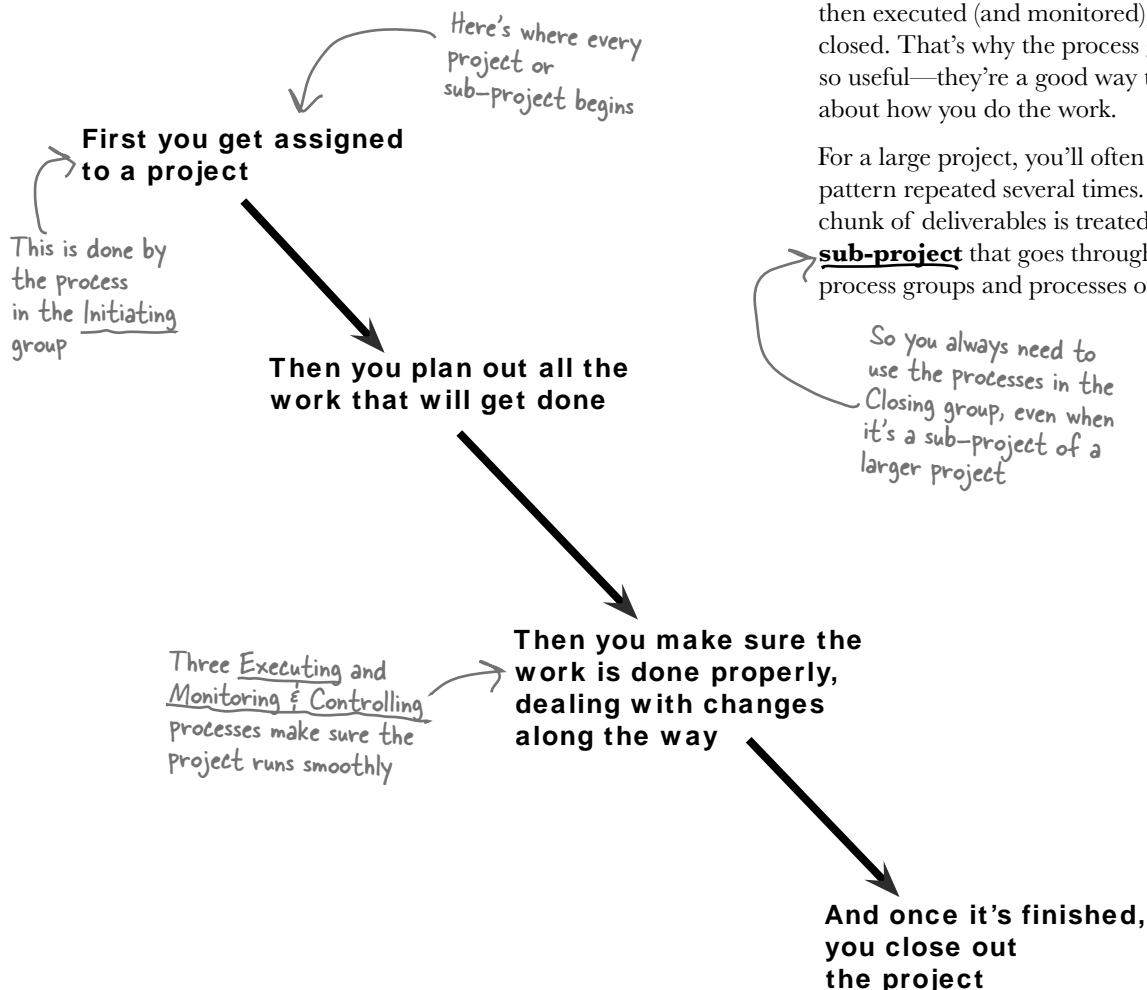 Here's where every
project or
sub-project begins
First you get assigned
to a project
This is done by
the process
in the Initiating
group
Then you plan out all the
work that will get done
Three Executing and
Monitoring & Controlling
processes make sure the
project runs smoothly
Then you make sure the
work is done properly,
dealing with changes
along the way
And once it's finished,
you close out
the project
then executed (and monitored)
closed. That's why the process
so useful—they're a good way
about how you do the work.
For a large project, you'll often
pattern repeated several times.
chunk of deliverables is treated
sub-project that goes through
process groups and processes
So you always need to
use the processes in the
Closing group, even when
it's a sub-project of a
larger project